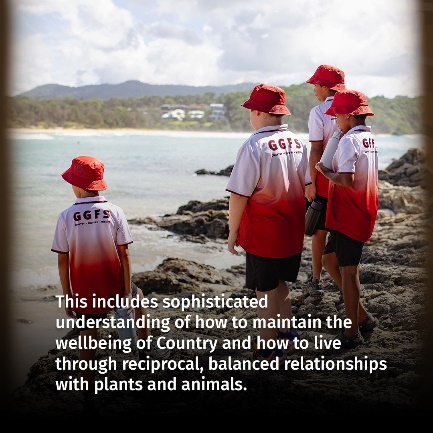 GGFS
GGFS
GGFS
This includes sophisticated
understanding of how to maintain the
wellbeing of Country and how to live
through reciprocal, balanced relationships
with plants and animals.